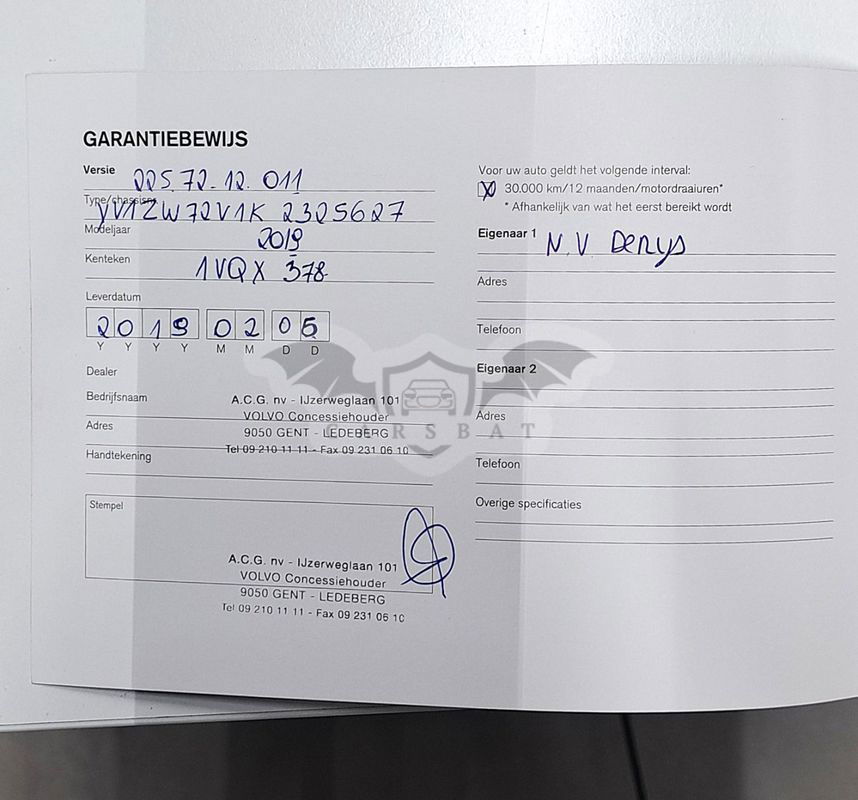 GARANTIEBEWIJS
Versie 225.72.12.011
Type/chassisnr. YV1ZW72V1K 2325627
Modeljaar 2019
Kenteken 1VQX 378
Leverdatum
2019 02 05
Y Y Y Y M M D D
Dealer
Bedrijfsnaam A.C.G. nv - IJzerweglaan 101
VOLVO Concessiehouder
Adres 9050 GENT - LEDEBERG
Tel 09 210 11 11 - Fax 09 231 06 10
Handtekening
Stempel
A.C.G. nv - IJzerweglaan 101
VOLVO Concessiehouder
9050 GENT - LEDEBERG
Tel 09 210 11 11 - Fax 09 231 06 10
Voor uw auto geldt het volgende interval:
X 30.000 km/12 maanden/motordraaiuren*
* Afhankelijk van wat het eerst bereikt wordt
Eigenaar 1 N.V. Denys
Adres
Telefoon
Eigenaar 2
Adres
Telefoon
Overige specificaties
CARSBAT